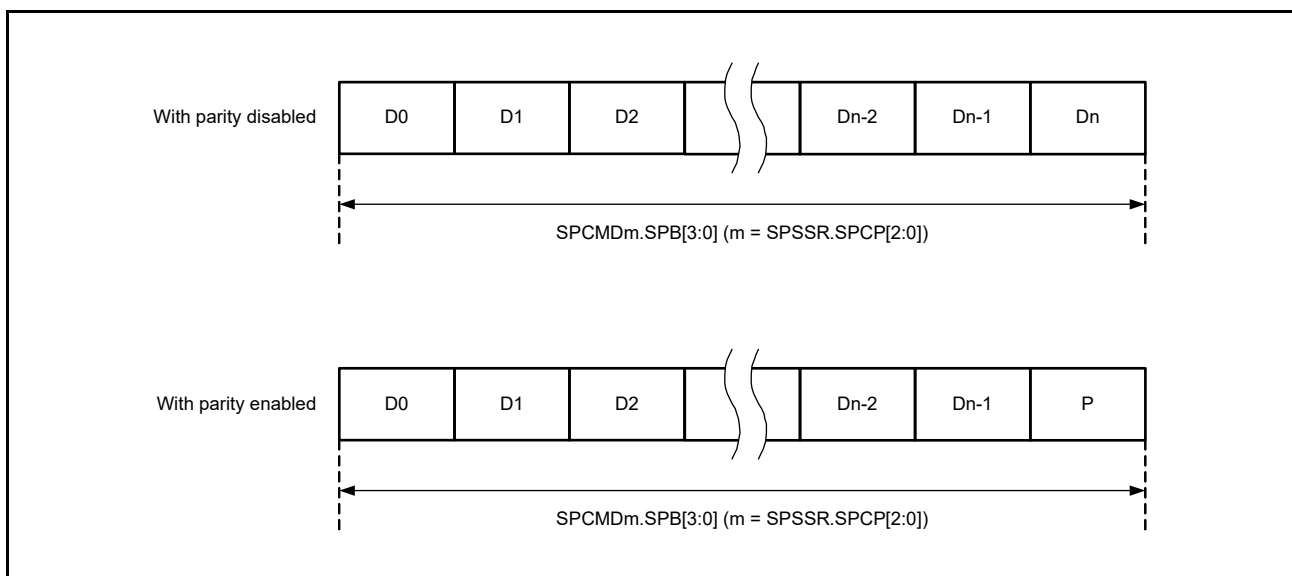 With parity disabled D0 D1 D2 Dn-2 Dn-1 Dn
SPCMDm.SPB[3:0] (m = SPSSR.SPCP[2:0])
With parity enabled D0 D1 D2 Dn-2 Dn-1 P
SPCMDm.SPB[3:0] (m = SPSSR.SPCP[2:0])